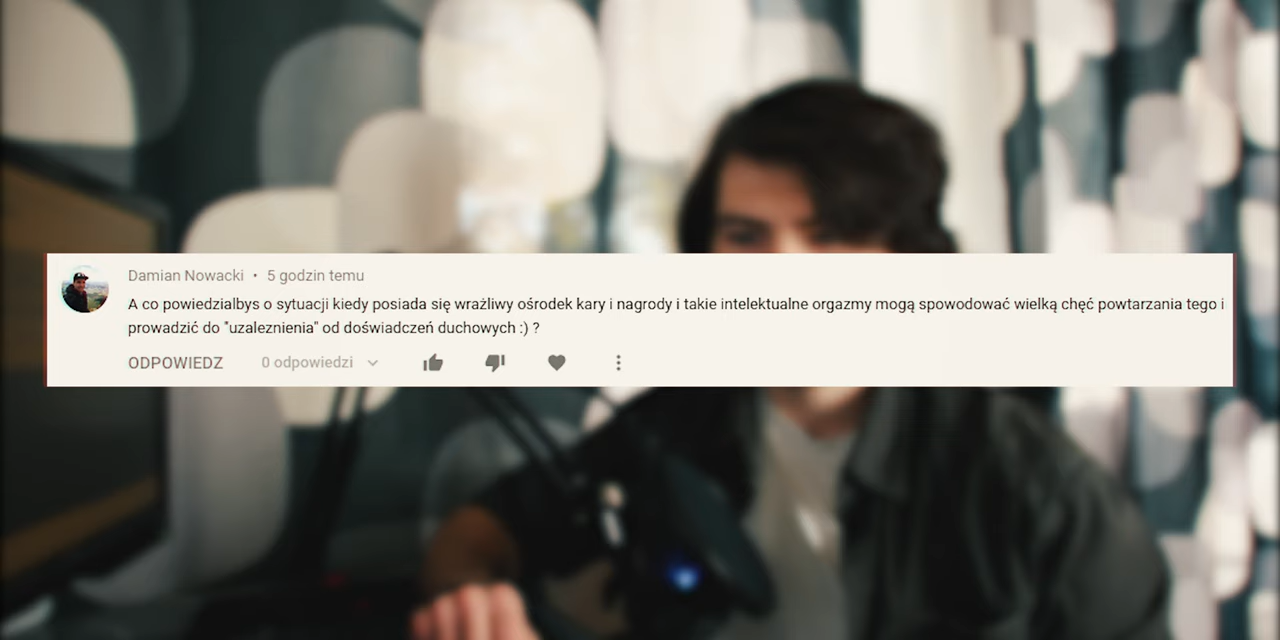 Damian Nowacki • 5 godzin temu
A co powiedzialbys o sytuacji kiedy posiada się wrażliwy ośrodek kary i nagrody i takie intelektualne orgazmy mogą spowodować wielką chęć powtarzania tego i
prowadzić do "uzaleznienia" od doświadczeń duchowych :) ?
ODPOWIEDZ 0 odpowiedzi